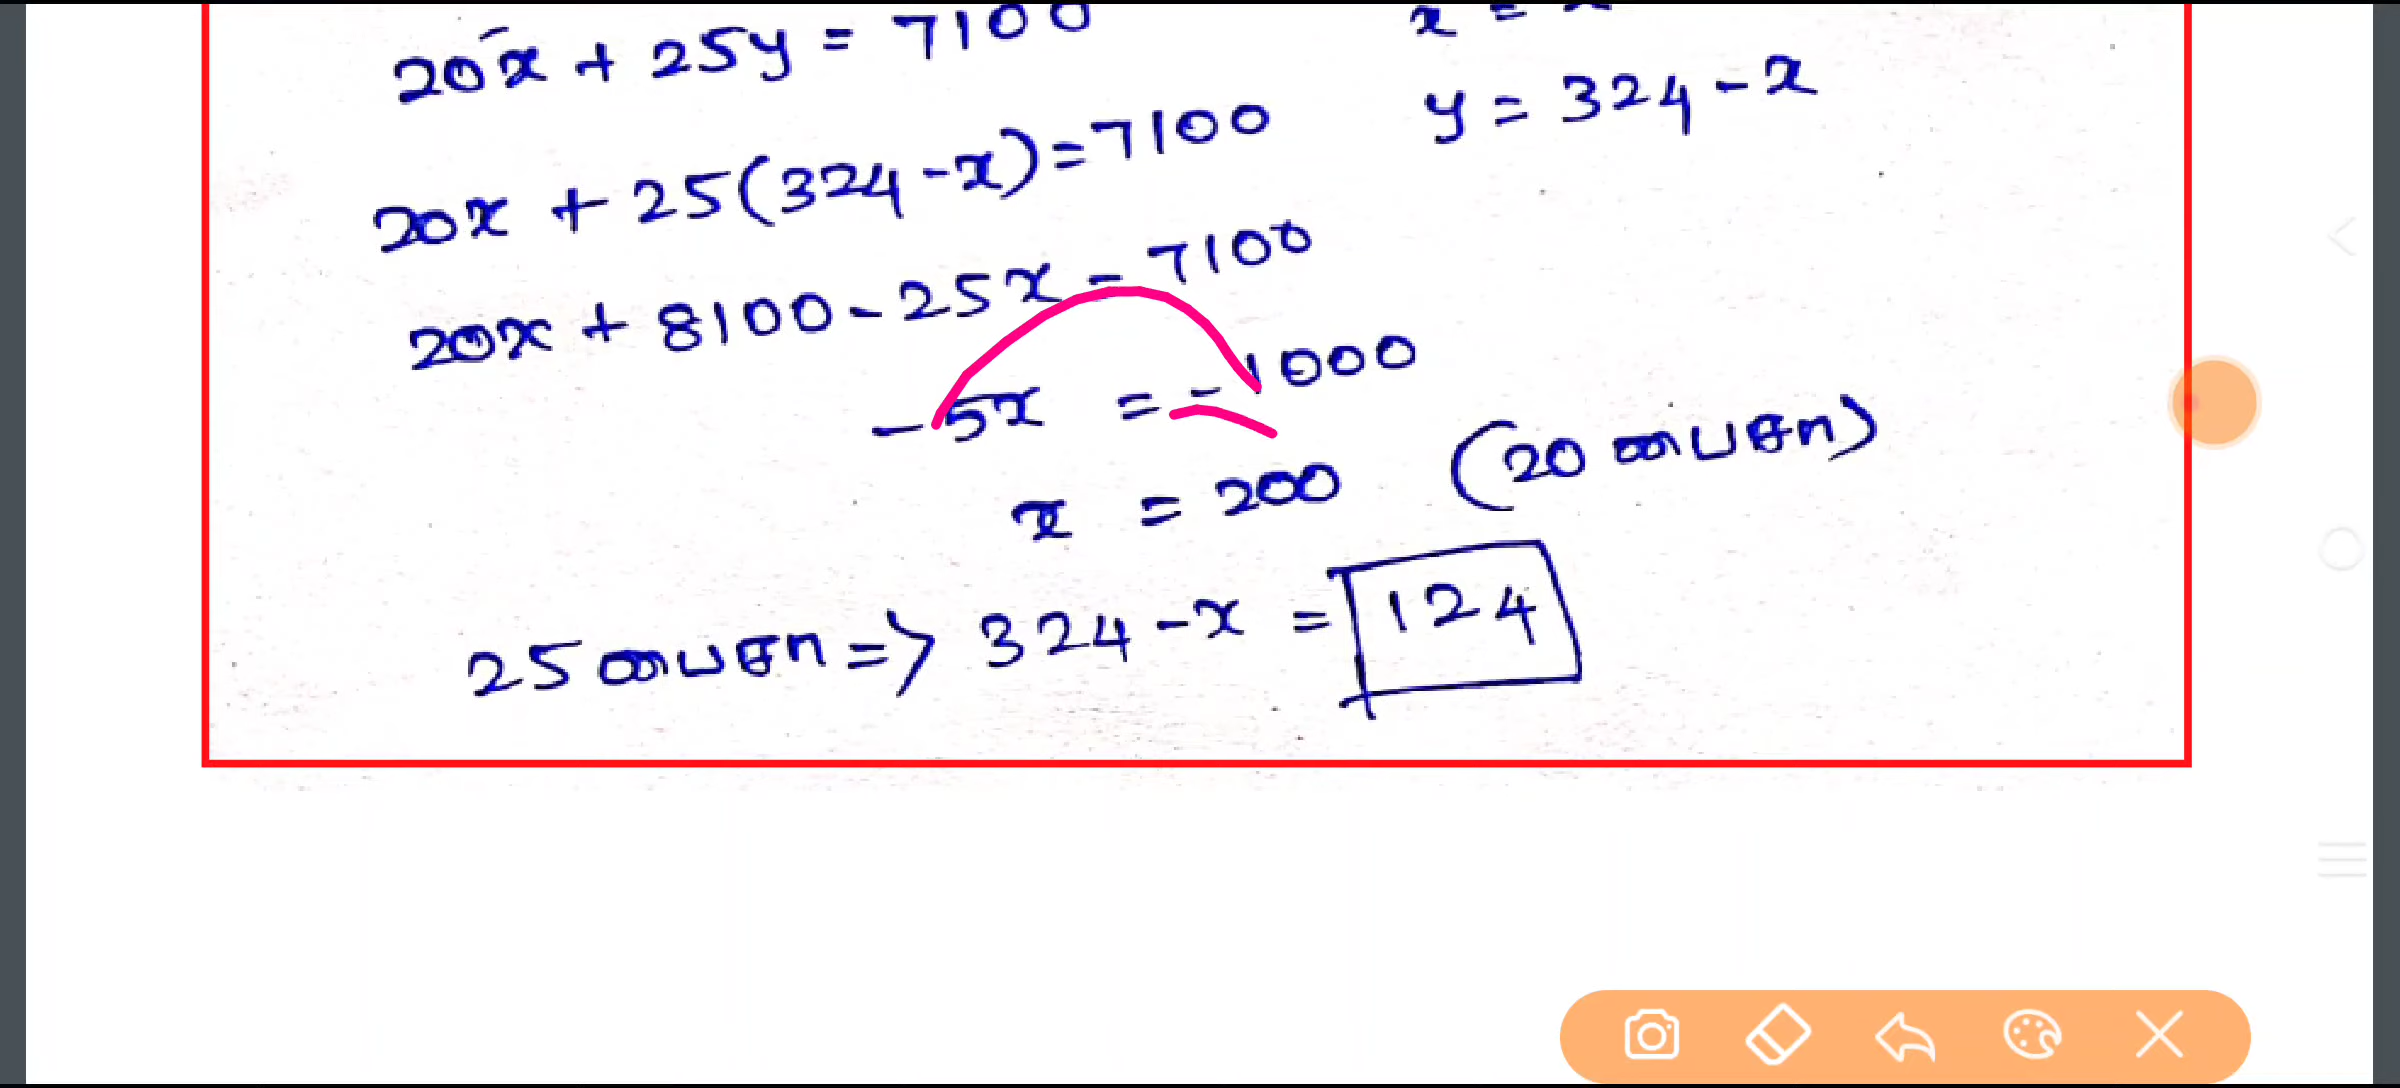 20x + 25y = 7100
x =
y = 324 - x
20x + 25(324-x) = 7100
20x + 8100 - 25x = 7100
-5x = -1000
x = 200 (20 பைசா)
25 பைசா => 324 - x = 124